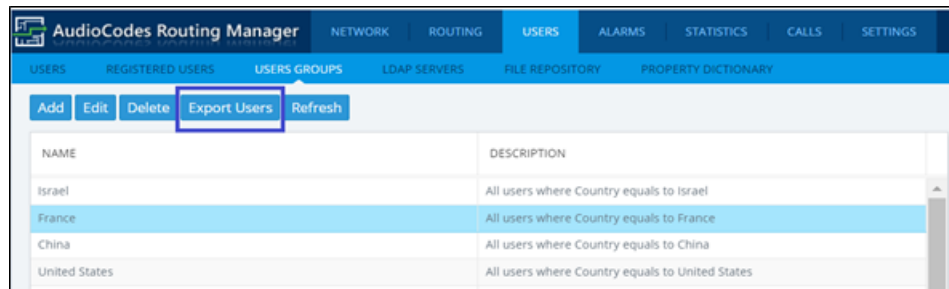 AudioCodes Routing Manager NETWORK ROUTING USERS ALARMS STATISTICS CALLS SETTINGS
USERS REGISTERED USERS USERS GROUPS LDAP SERVERS FILE REPOSITORY PROPERTY DICTIONARY
Add Edit Delete Export Users Refresh
NAME DESCRIPTION
Israel All users where Country equals to Israel
France All users where Country equals to France
China All users where Country equals to China
United States All users where Country equals to United States